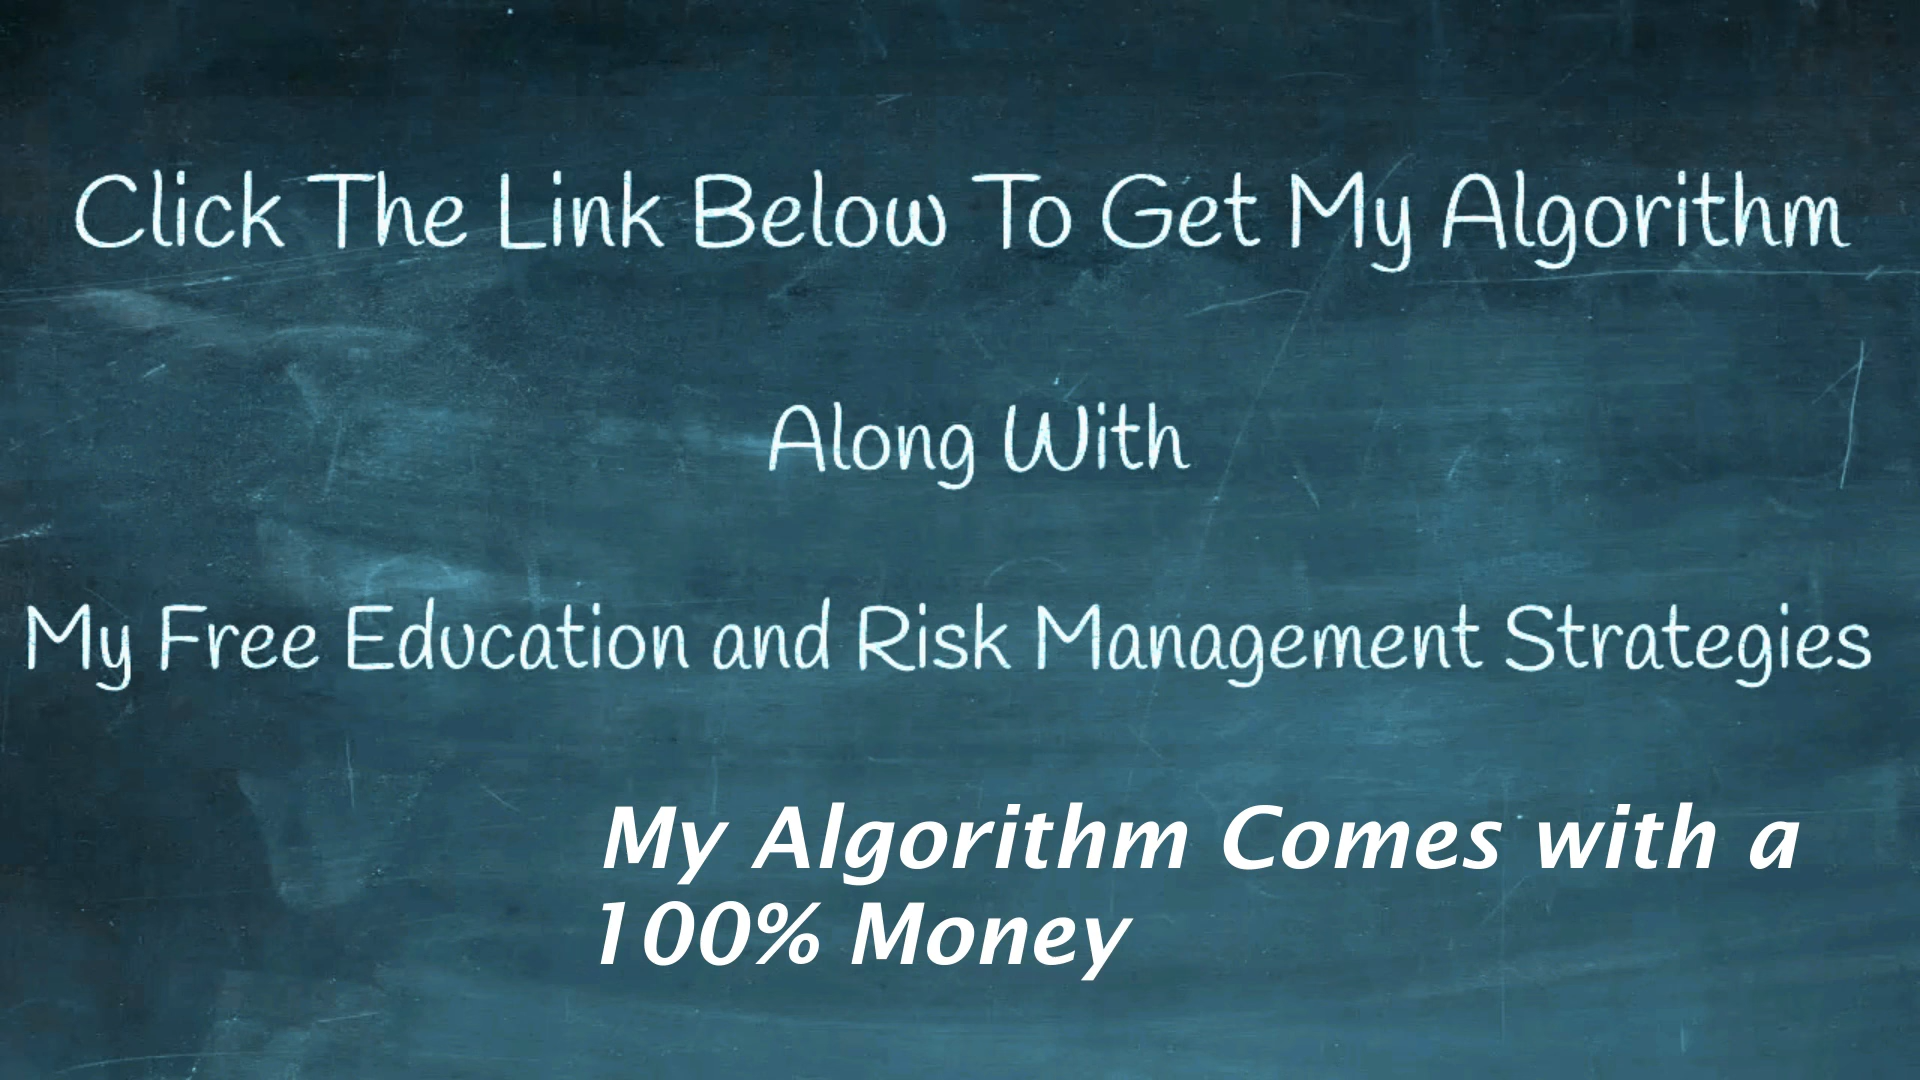 Click The Link Below To Get My Algorithm
Along With
My Free Education and Risk Management Strategies
My Algorithm Comes with a
100% Money